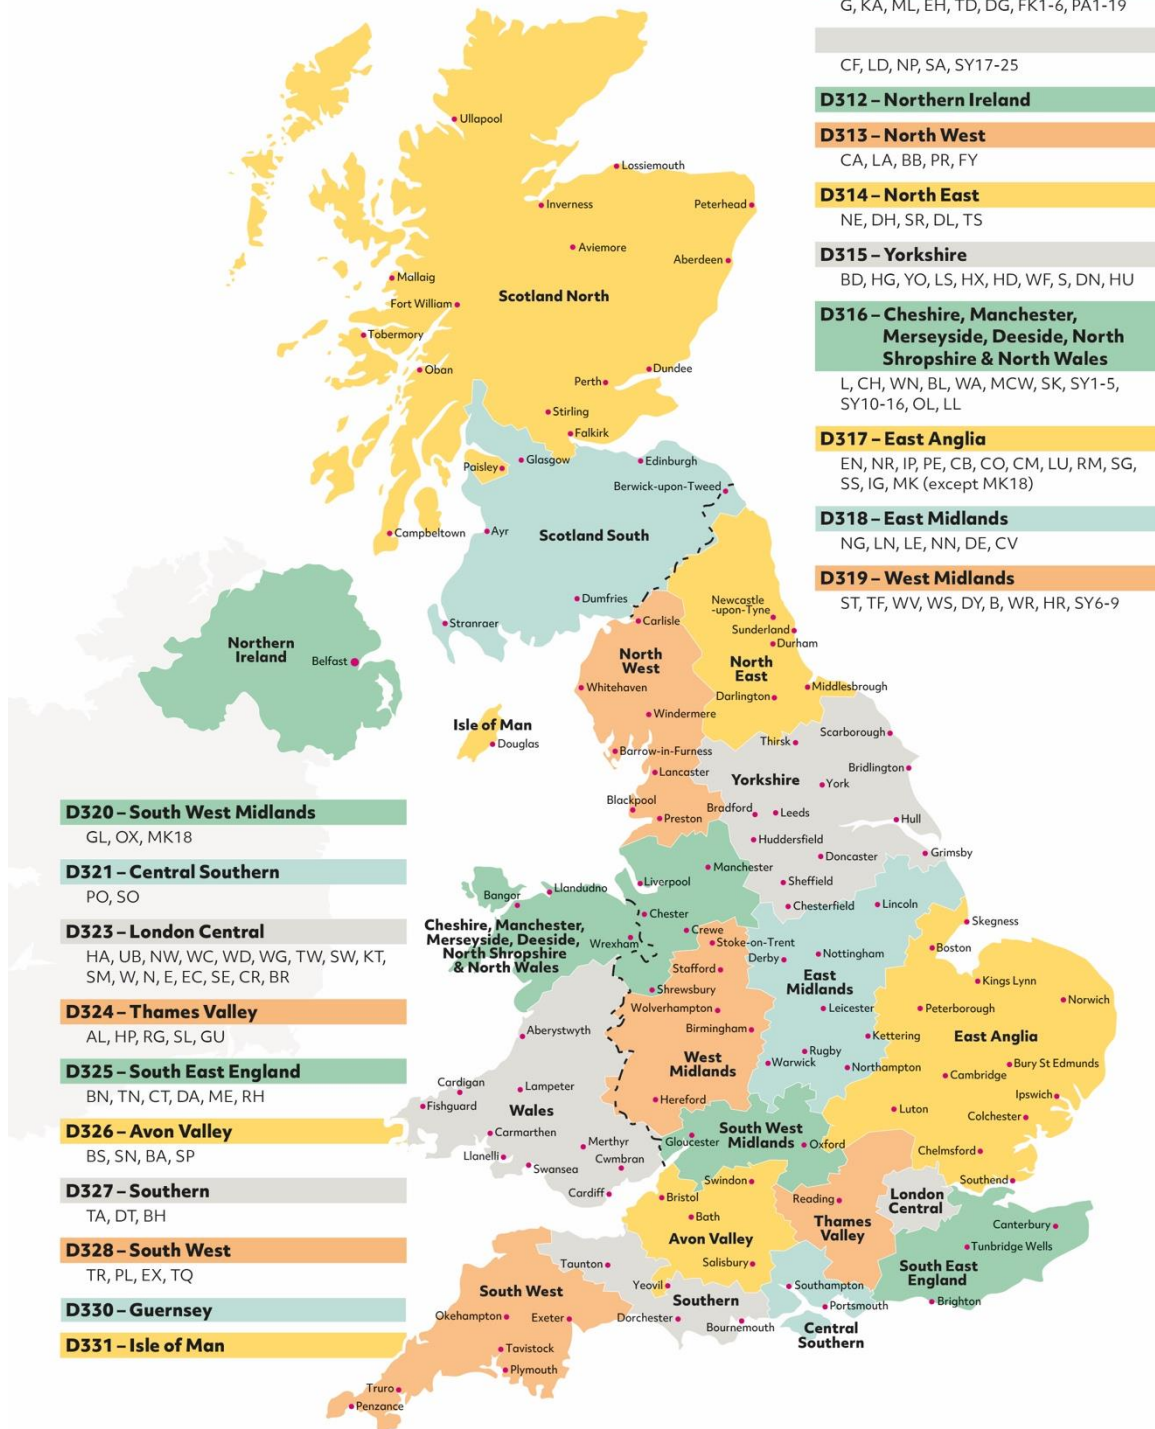 G, KA, ML, EH, TD, DG, FK1-6, PA1-19
CF, LD, NP, SA, SY17-25
D312 – Northern Ireland
D313 – North West
CA, LA, BB, PR, FY
D314 – North East
NE, DH, SR, DL, TS
D315 – Yorkshire
BD, HG, YO, LS, HX, HD, WF, S, DN, HU
D316 – Cheshire, Manchester,
Merseyside, Deeside, North
Shropshire & North Wales
L, CH, WN, BL, WA, MCW, SK, SY1-5,
SY10-16, OL, LL
D317 – East Anglia
EN, NR, IP, PE, CB, CO, CM, LU, RM, SG,
SS, IG, MK (except MK18)
D318 – East Midlands
NG, LN, LE, NN, DE, CV
D319 – West Midlands
ST, TF, WV, WS, DY, B, WR, HR, SY6-9
Ullapool
Lossiemouth
Inverness
Peterhead
Aviemore
Aberdeen
Mallaig
Scotland North
Fort William
Tobermory
Oban
Dundee
Perth
Stirling
Falkirk
Glasgow
Edinburgh
Paisley
Berwick-upon-Tweed
Campbeltown
Ayr
Scotland South
Dumfries
Stranraer
Newcastle
-upon-Tyne
Carlisle
Sunderland
Durham
Northern
Ireland
Belfast
North
West
North
East
Whitehaven
Middlesbrough
Darlington
Windermere
Isle of Man
Douglas
Scarborough
Thirsk
Barrow-in-Furness
Lancaster
Bridlington
Yorkshire
York
Blackpool
Bradford
Leeds
Preston
Hull
Huddersfield
Grimsby
Doncaster
Manchester
Liverpool
Sheffield
Llandudno
Bangor
Chesterfield
Lincoln
Chester
Skegness
Cheshire, Manchester,
Merseyside, Deeside,
North Shropshire
& North Wales
Crewe
Wrexham
Stoke-on-Trent
Boston
Nottingham
Derby
Stafford
East
Midlands
Kings Lynn
Shrewsbury
Norwich
Wolverhampton
Leicester
Peterborough
Aberystwyth
Birmingham
Kettering
East Anglia
Rugby
West
Midlands
Warwick
Northampton
Bury St Edmunds
Cambridge
Cardigan
Lampeter
Ipswich
Hereford
Fishguard
Wales
Luton
Colchester
Carmarthen
South West
Midlands
Gloucester
Oxford
Merthyr
Chelmsford
Llanelli
Cwmbran
Swansea
Swindon
Southend
Cardiff
Bristol
Reading
London
Central
Bath
Thames
Valley
Canterbury
Avon Valley
Tunbridge Wells
Taunton
Salisbury
South East
England
Yeovil
Southampton
South West
Southern
Brighton
Portsmouth
Okehampton
Exeter
Dorchester
Bournemouth
Central
Southern
Tavistock
Plymouth
Truro
Penzance
D320 – South West Midlands
GL, OX, MK18
D321 – Central Southern
PO, SO
D323 – London Central
HA, UB, NW, WC, WD, WG, TW, SW, KT,
SM, W, N, E, EC, SE, CR, BR
D324 – Thames Valley
AL, HP, RG, SL, GU
D325 – South East England
BN, TN, CT, DA, ME, RH
D326 – Avon Valley
BS, SN, BA, SP
D327 – Southern
TA, DT, BH
D328 – South West
TR, PL, EX, TQ
D330 – Guernsey
D331 – Isle of Man